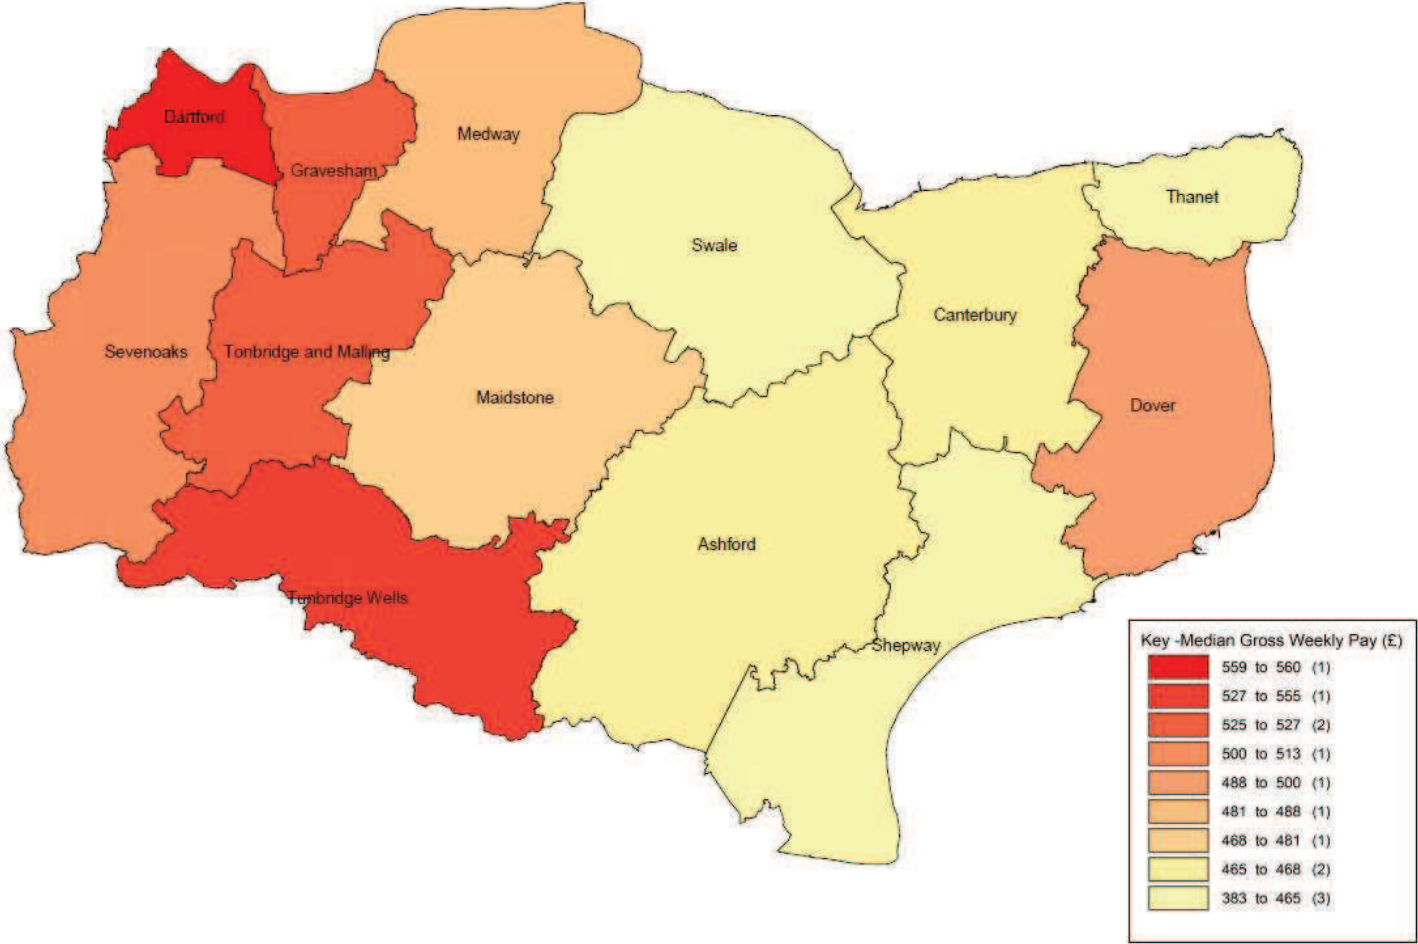 Dartford
Medway
Gravesham
Thanet
Swale
Canterbury
Sevenoaks
Tonbridge and Malling
Maidstone
Dover
Ashford
Tunbridge Wells
Shepway
Key -Median Gross Weekly Pay (£)
559 to 560 (1)
527 to 555 (1)
525 to 527 (2)
500 to 513 (1)
488 to 500 (1)
481 to 488 (1)
468 to 481 (1)
465 to 468 (2)
383 to 465 (3)